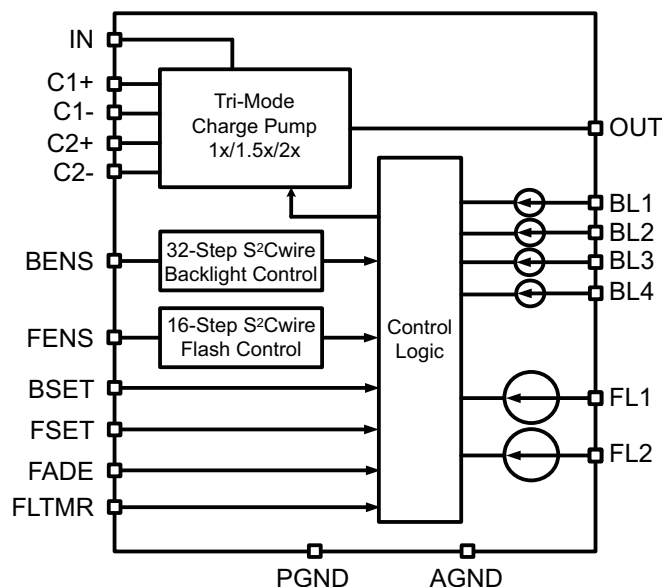 IN
C1+
C1-
C2+
C2-
Tri-Mode
Charge Pump
1x/1.5x/2x
OUT
BL1
BL2
BL3
BL4
BENS
32-Step S²Cwire
Backlight Control
FENS
16-Step S²Cwire
Flash Control
Control
Logic
BSET
FSET
FADE
FLTMR
FL1
FL2
PGND
AGND